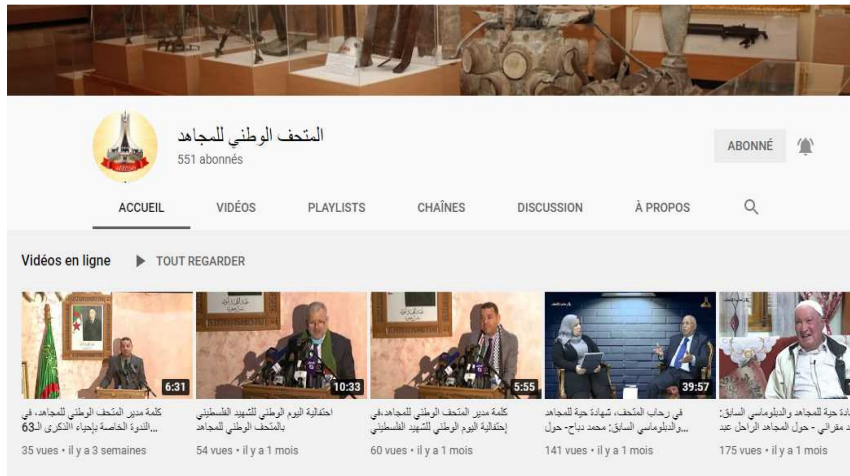 المتحف الوطني للمجاهد
551 abonnés
ABONNÉ
ACCUEIL
VIDÉOS
PLAYLISTS
CHAÎNES
DISCUSSION
À PROPOS
Vidéos en ligne
TOUT REGARDER
6:31
10:33
5:55
39:57
كلمة مدير المتحف الوطني للمجاهد، في
...الندوة الخاصة بإحياء االذكرى الـ63
35 vues • il y a 3 semaines
احتفالية اليوم الوطني للشهيد الفلسطيني
بالمتحف الوطني للمجاهد
54 vues • il y a 1 mois
كلمة مدير المتحف الوطني للمجاهد،في
إحتفالية اليوم الوطني للشهيد الفلسطيني
60 vues • il y a 1 mois
في رحاب المتحف، شهادة حية للمجاهد
...والدبلوماسي السابق: محمد دباح- حول
141 vues • il y a 1 mois
ادة حية للمجاهد والدبلوماسي السابق:
د مقراني - حول المجاهد الراحل عبد
175 vues • il y a 1 mois